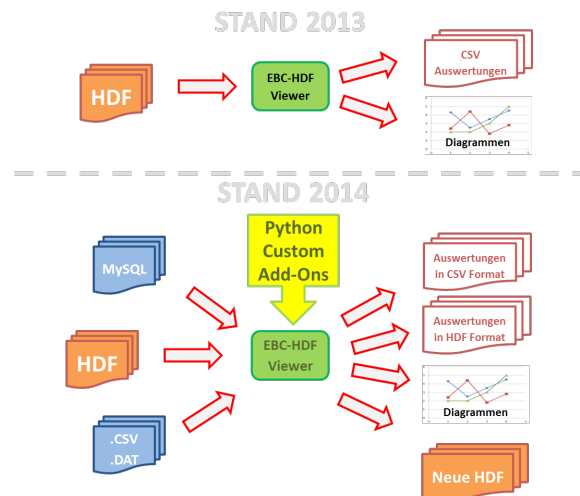 STAND 2013
HDF
EBC-HDF
Viewer
CSV
Auswertungen
Diagrammen
STAND 2014
Python
Custom
Add-Ons
MySQL
HDF
.CSV
.DAT
EBC-HDF
Viewer
Auswertungen
in CSV Format
Auswertungen
in HDF Format
Diagrammen
Neue HDF